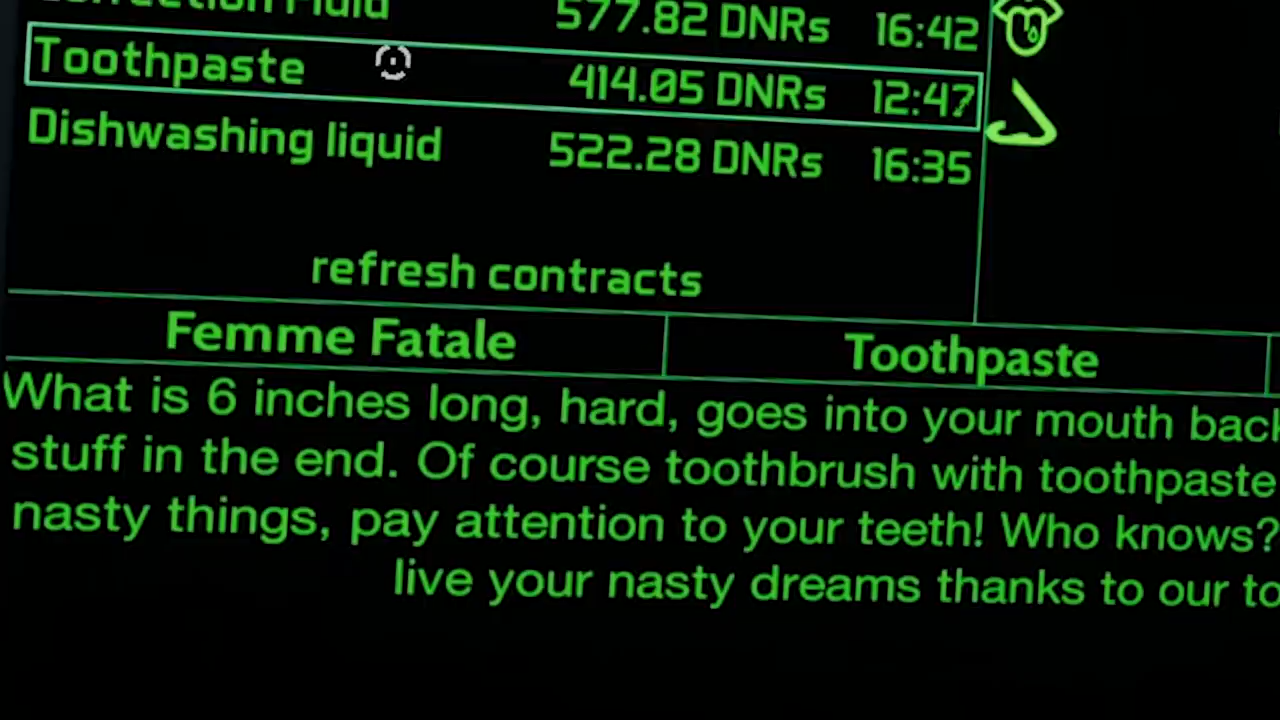 Correction Fluid 577.82 DNRs 16:42
Toothpaste 414.05 DNRs 12:47
Dishwashing liquid 522.28 DNRs 16:35
refresh contracts
Femme Fatale Toothpaste
What is 6 inches long, hard, goes into your mouth back
stuff in the end. Of course toothbrush with toothpaste
nasty things, pay attention to your teeth! Who knows?
live your nasty dreams thanks to our to